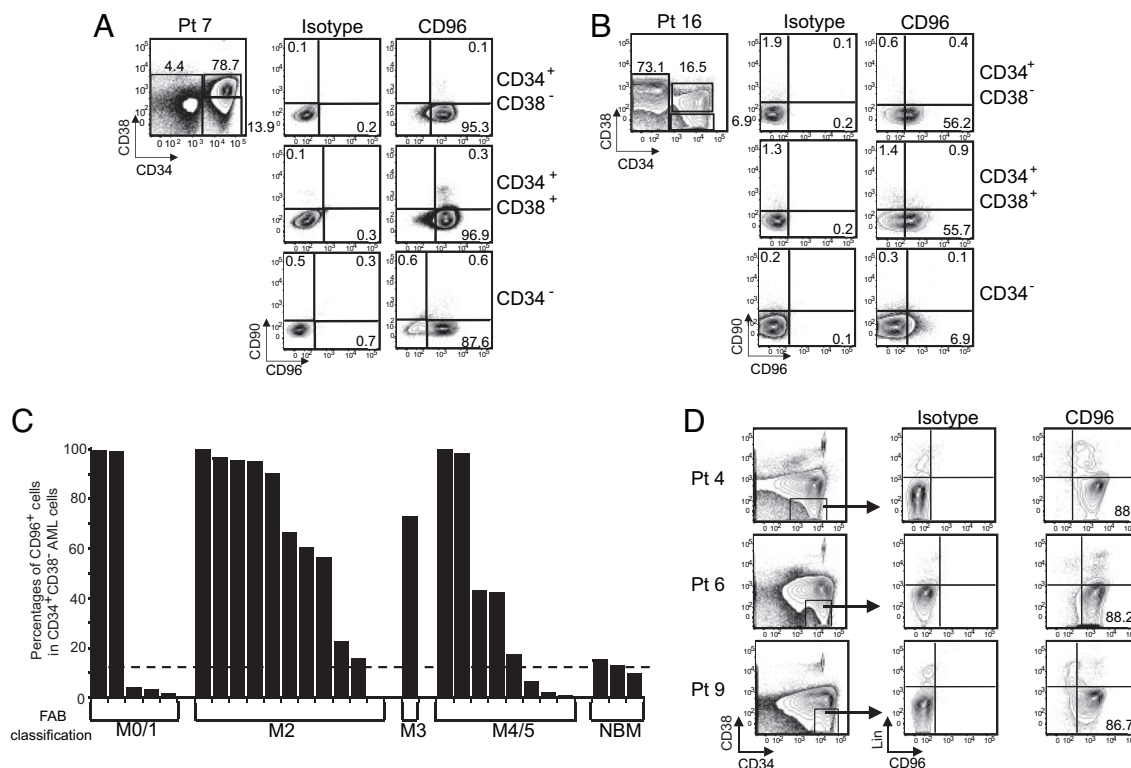 A
Pt 7
Isotype
CD96
4.4
78.7
13.9
CD38
CD34
0.1
0.2
0.1
95.3
CD34+
CD38-
0.1
0.3
0.3
96.9
CD34+
CD38+
0.5
0.3
0.7
0.6
0.6
87.6
CD34-
CD90
CD96
B
Pt 16
Isotype
CD96
73.1
16.5
6.9
CD38
CD34
1.9
0.1
0.2
0.6
0.4
56.2
CD34+
CD38-
1.3
0.2
1.4
0.9
55.7
CD34+
CD38+
0.2
0.1
0.3
0.1
6.9
CD34-
CD90
CD96
C
Percentages of CD96+ cells
in CD34+CD38- AML cells
100
80
60
40
20
0
FAB
classification
M0/1
M2
M3
M4/5
NBM
D
Isotype
CD96
Pt 4
88
Pt 6
88.2
Pt 9
86.7
CD38
CD34
Lin
CD96